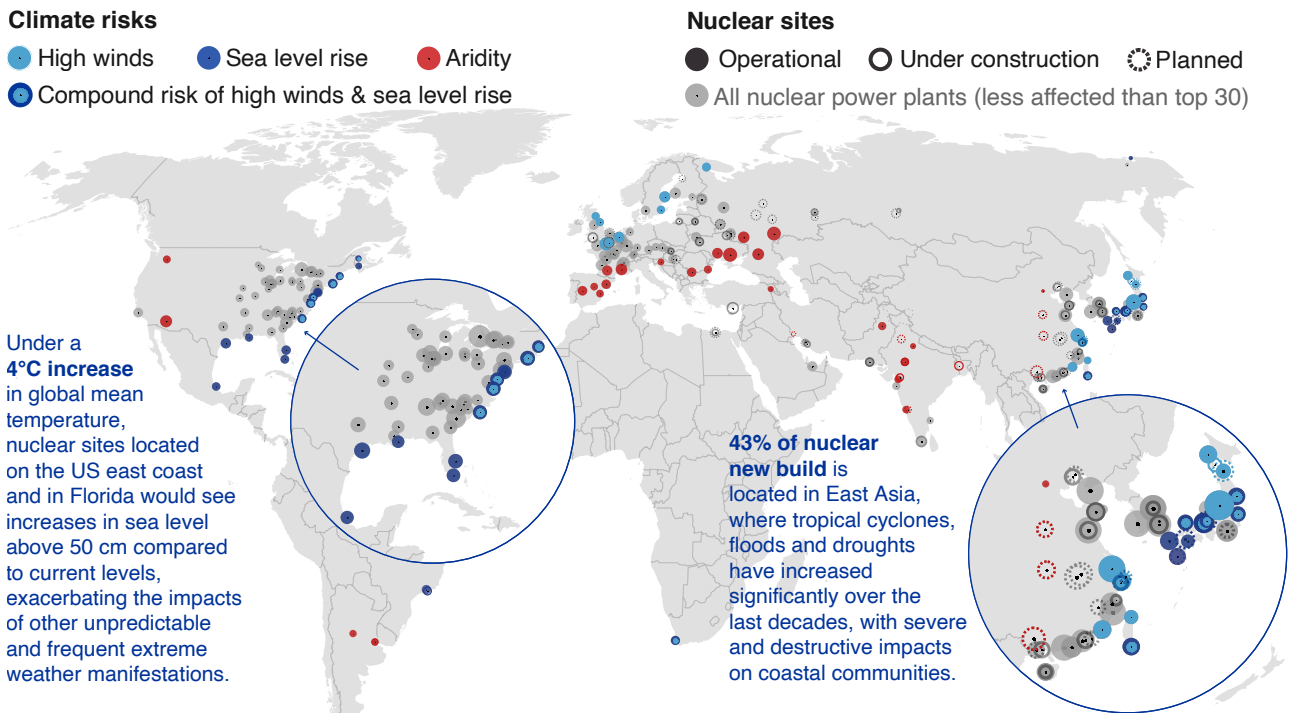 Climate risks
High winds
Sea level rise
Aridity
Compound risk of high winds & sea level rise
Nuclear sites
Operational
Under construction
Planned
All nuclear power plants (less affected than top 30)
Under a
4°C increase
in global mean
temperature,
nuclear sites located
on the US east coast
and in Florida would see
increases in sea level
above 50 cm compared
to current levels,
exacerbating the impacts
of other unpredictable
and frequent extreme
weather manifestations.
43% of nuclear
new build is
located in East Asia,
where tropical cyclones,
floods and droughts
have increased
significantly over the
last decades, with severe
and destructive impacts
on coastal communities.